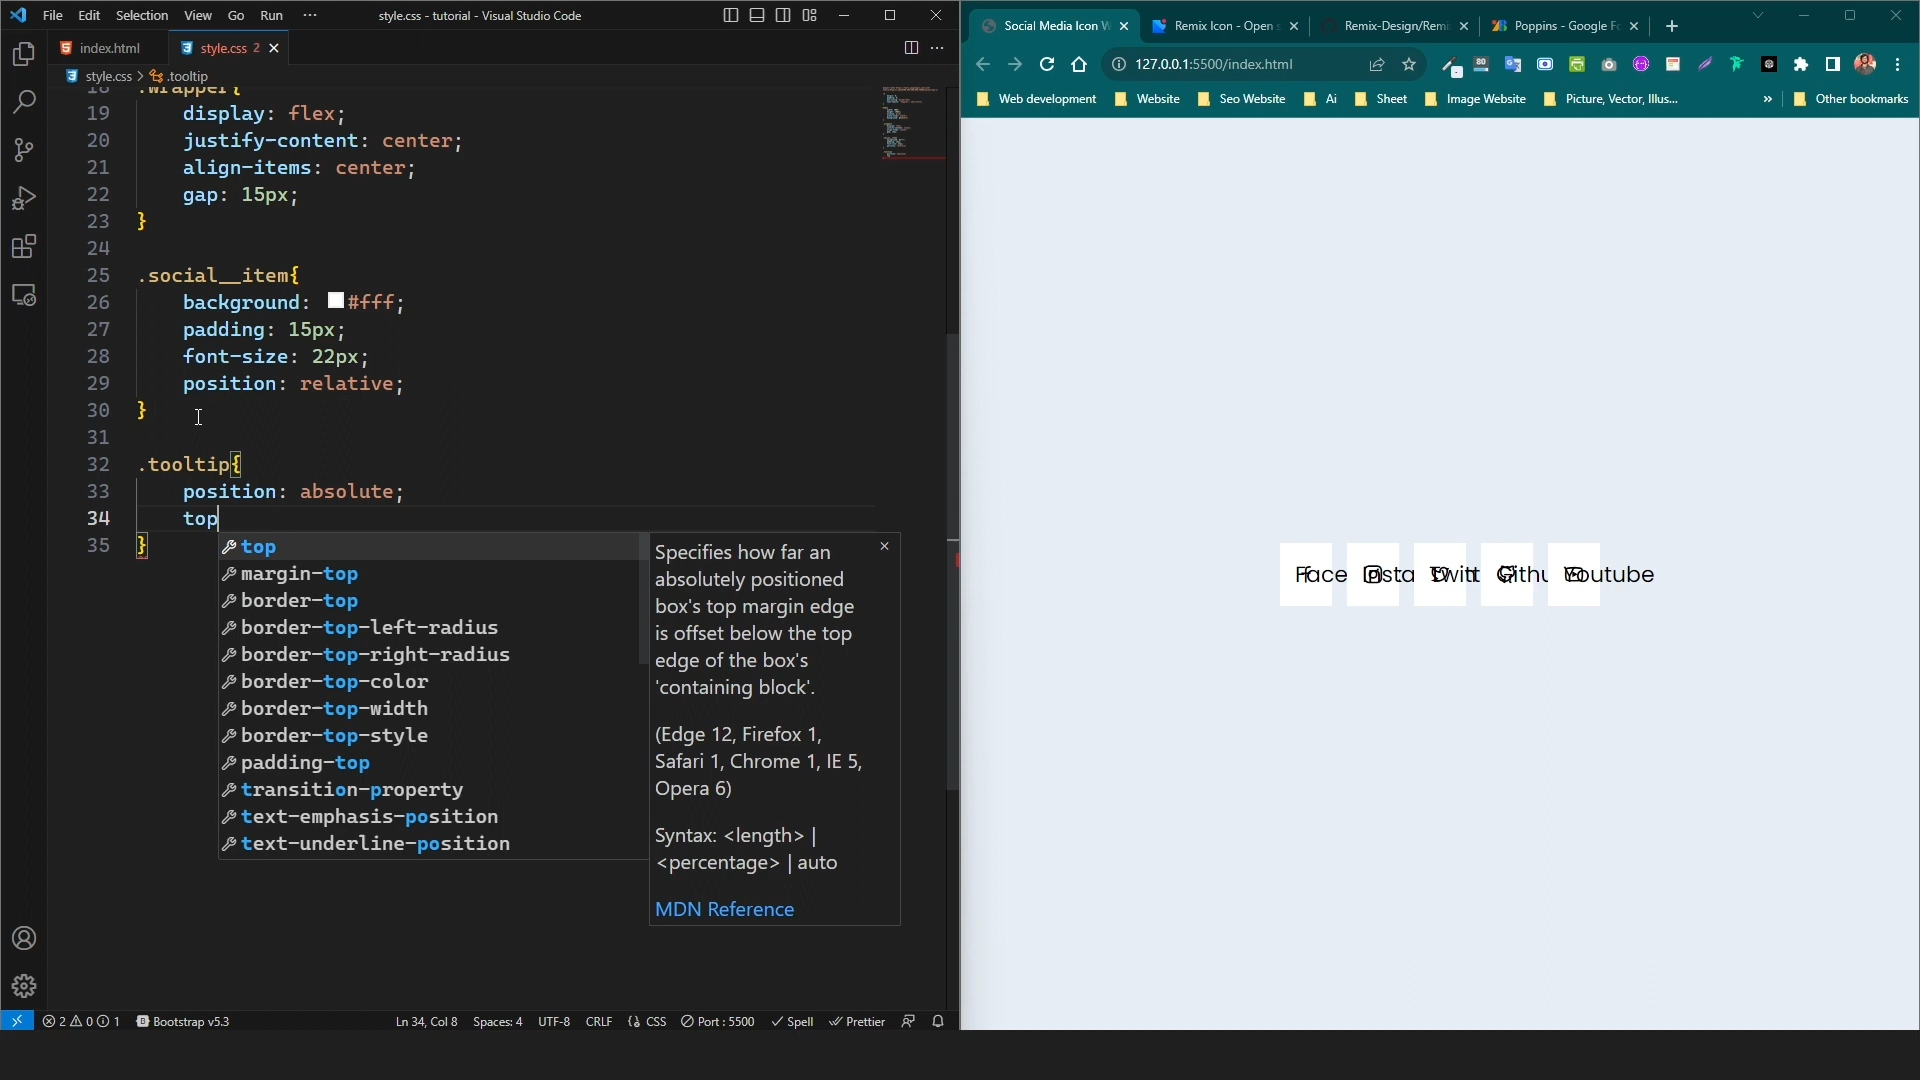 File Edit Selection View Go Run ··· style.css - tutorial - Visual Studio Code
index.html style.css 2
style.css > .tooltip
18 .wrapper{
19 display: flex;
20 justify-content: center;
21 align-items: center;
22 gap: 15px;
23 }
24
25 .social__item{
26 background: #fff;
27 padding: 15px;
28 font-size: 22px;
29 position: relative;
30 }
31
32 .tooltip{
33 position: absolute;
34 top
35 }
top
margin-top
border-top
border-top-left-radius
border-top-right-radius
border-top-color
border-top-width
border-top-style
padding-top
transition-property
text-emphasis-position
text-underline-position
Specifies how far an
absolutely positioned
box's top margin edge
is offset below the top
edge of the box's
'containing block'.
(Edge 12, Firefox 1,
Safari 1, Chrome 1, IE 5,
Opera 6)
Syntax: <length> |
<percentage> | auto
MDN Reference
2 0 1 Bootstrap v5.3 Ln 34, Col 8 Spaces: 4 UTF-8 CRLF CSS Port : 5500 Spell Prettier
Social Media Icon W Remix Icon - Open s Remix-Design/Remi Poppins - Google Fo
127.0.0.1:5500/index.html
80
Web development Website Seo Website Ai Sheet Image Website Picture, Vector, Illus... » Other bookmarks
Face Insta Twitt Githu Youtube